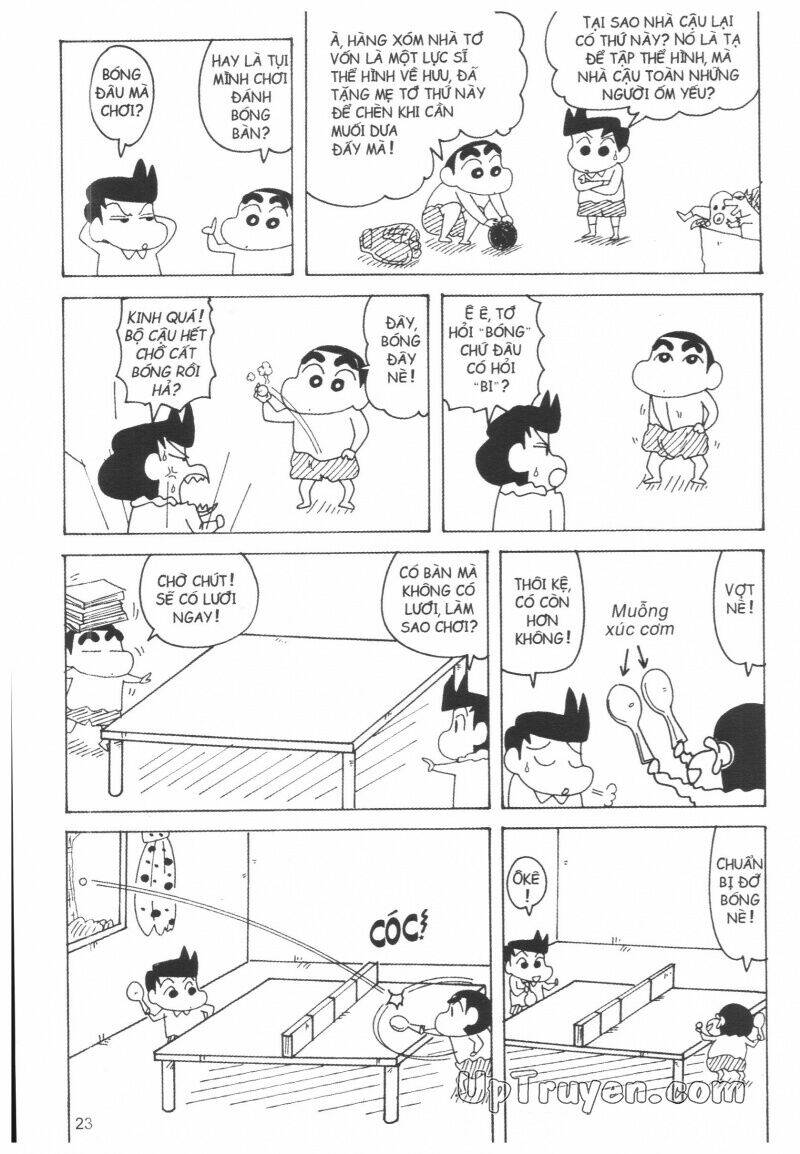 TẠI SAO NHÀ CẬU LẠI
CÓ THỨ NÀY? NÓ LÀ TẠ
ĐỂ TẬP THỂ HÌNH, MÀ
NHÀ CẬU TOÀN NHỮNG
NGƯỜI ỐM YẾU?
À, HÀNG XÓM NHÀ TỚ
VỐN LÀ MỘT LỰC SĨ
THỂ HÌNH VỀ HƯU, ĐÃ
TẶNG MẸ TỚ THỨ NÀY
ĐỂ CHÈN KHI CẦN
MUỐI DƯA
ĐẤY MÀ!
HAY LÀ TỤI
MÌNH CHƠI
ĐÁNH
BÓNG
BÀN?
BÓNG
ĐÂU MÀ
CHƠI?
Ê Ê, TỚ
HỎI "BÓNG"
CHỨ ĐÂU
CÓ HỎI
"BI"?
ĐÂY,
BÓNG
ĐÂY
NÈ!
KINH QUÁ!
BỘ CẬU HẾT
CHỖ CẤT
BÓNG RỒI
HẢ?
VỢT
NÈ!
Muỗng
xúc cơm
THÔI KỆ,
CÓ CÒN
HƠN
KHÔNG!
CÓ BÀN MÀ
KHÔNG CÓ
LƯỚI, LÀM
SAO CHƠI?
CHỜ CHÚT!
SẼ CÓ LƯỚI
NGAY!
CHUẨN
BỊ ĐỠ
BÓNG
NÈ!
ÔKÊ
!
CÓC!
UpTruyen.com
23